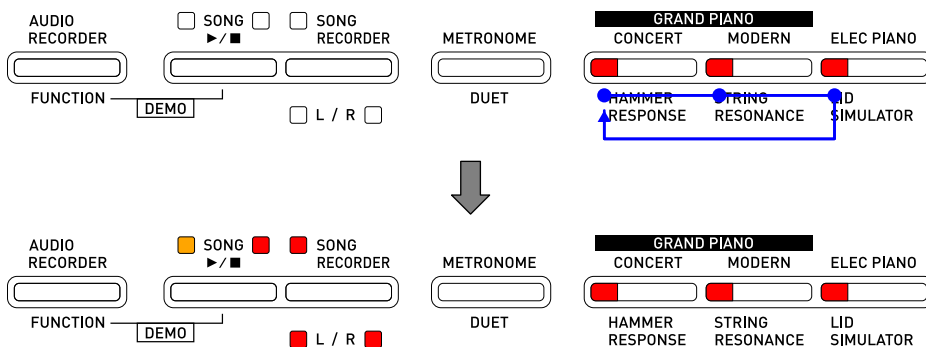 AUDIO
RECORDER
SONG
►/■
SONG
RECORDER
METRONOME
GRAND PIANO
CONCERT
MODERN
ELEC PIANO
FUNCTION
DEMO
L / R
DUET
HAMMER
RESPONSE
STRING
RESONANCE
LID
SIMULATOR
AUDIO
RECORDER
SONG
►/■
SONG
RECORDER
METRONOME
GRAND PIANO
CONCERT
MODERN
ELEC PIANO
FUNCTION
DEMO
L / R
DUET
HAMMER
RESPONSE
STRING
RESONANCE
LID
SIMULATOR